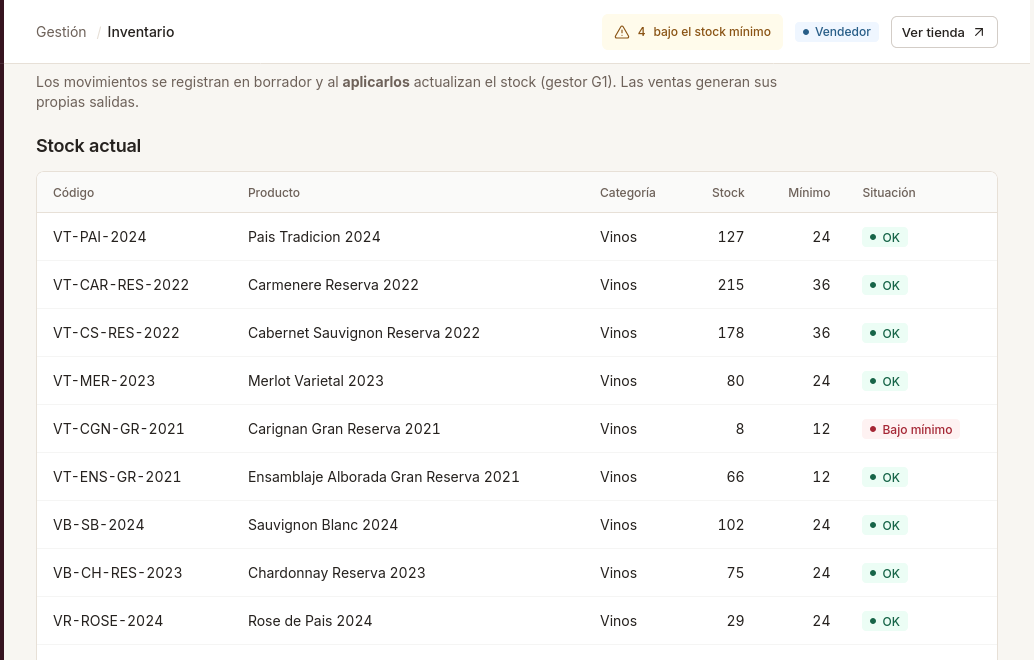 Gestión / Inventario
4 bajo el stock mínimo
Vendedor
Ver tienda
Los movimientos se registran en borrador y al aplicarlos actualizan el stock (gestor G1). Las ventas generan sus
propias salidas.
Stock actual
Código Producto Categoría Stock Mínimo Situación
VT-PAI-2024 Pais Tradicion 2024 Vinos 127 24 OK
VT-CAR-RES-2022 Carmenere Reserva 2022 Vinos 215 36 OK
VT-CS-RES-2022 Cabernet Sauvignon Reserva 2022 Vinos 178 36 OK
VT-MER-2023 Merlot Varietal 2023 Vinos 80 24 OK
VT-CGN-GR-2021 Carignan Gran Reserva 2021 Vinos 8 12 Bajo mínimo
VT-ENS-GR-2021 Ensamblaje Alborada Gran Reserva 2021 Vinos 66 12 OK
VB-SB-2024 Sauvignon Blanc 2024 Vinos 102 24 OK
VB-CH-RES-2023 Chardonnay Reserva 2023 Vinos 75 24 OK
VR-ROSE-2024 Rose de Pais 2024 Vinos 29 24 OK